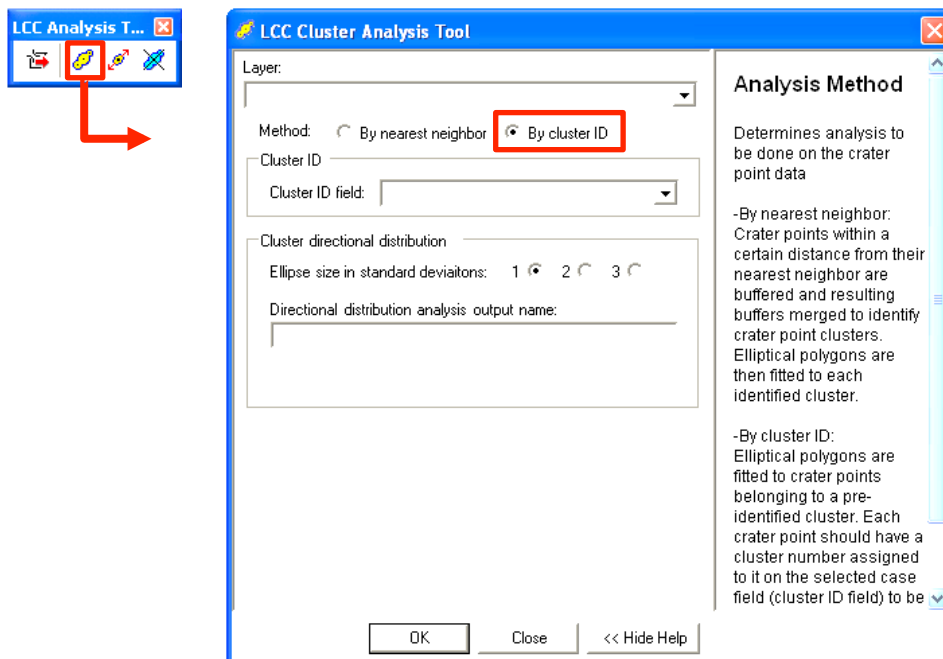 LCC Analysis T...
LCC Cluster Analysis Tool
Layer:
Method: By nearest neighbor By cluster ID
Cluster ID
Cluster ID field:
Cluster directional distribution
Ellipse size in standard deviaitons: 1 2 3
Directional distribution analysis output name:
OK Close << Hide Help
Analysis Method
Determines analysis to
be done on the crater
point data
-By nearest neighbor:
Crater points within a
certain distance from their
nearest neighbor are
buffered and resulting
buffers merged to identify
crater point clusters.
Elliptical polygons are
then fitted to each
identified cluster.
-By cluster ID:
Elliptical polygons are
fitted to crater points
belonging to a pre-
identified cluster. Each
crater point should have a
cluster number assigned
to it on the selected case
field (cluster ID field) to be